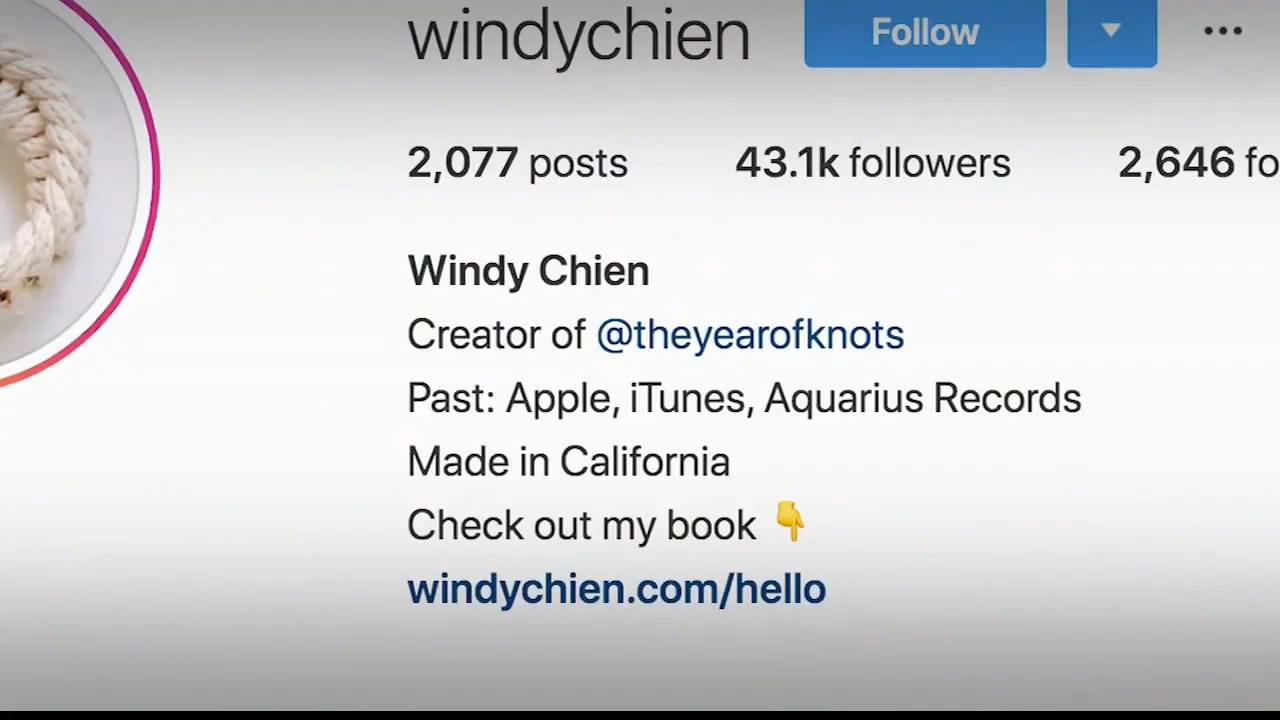 windychien Follow
2,077 posts 43.1k followers 2,646 fo
Windy Chien
Creator of @theyearofknots
Past: Apple, iTunes, Aquarius Records
Made in California
Check out my book 👇
windychien.com/hello